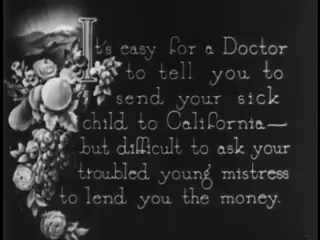 It's easy for a Doctor
to tell you to
send your sick
child to California—
but difficult to ask your
troubled young mistress
to lend you the money.